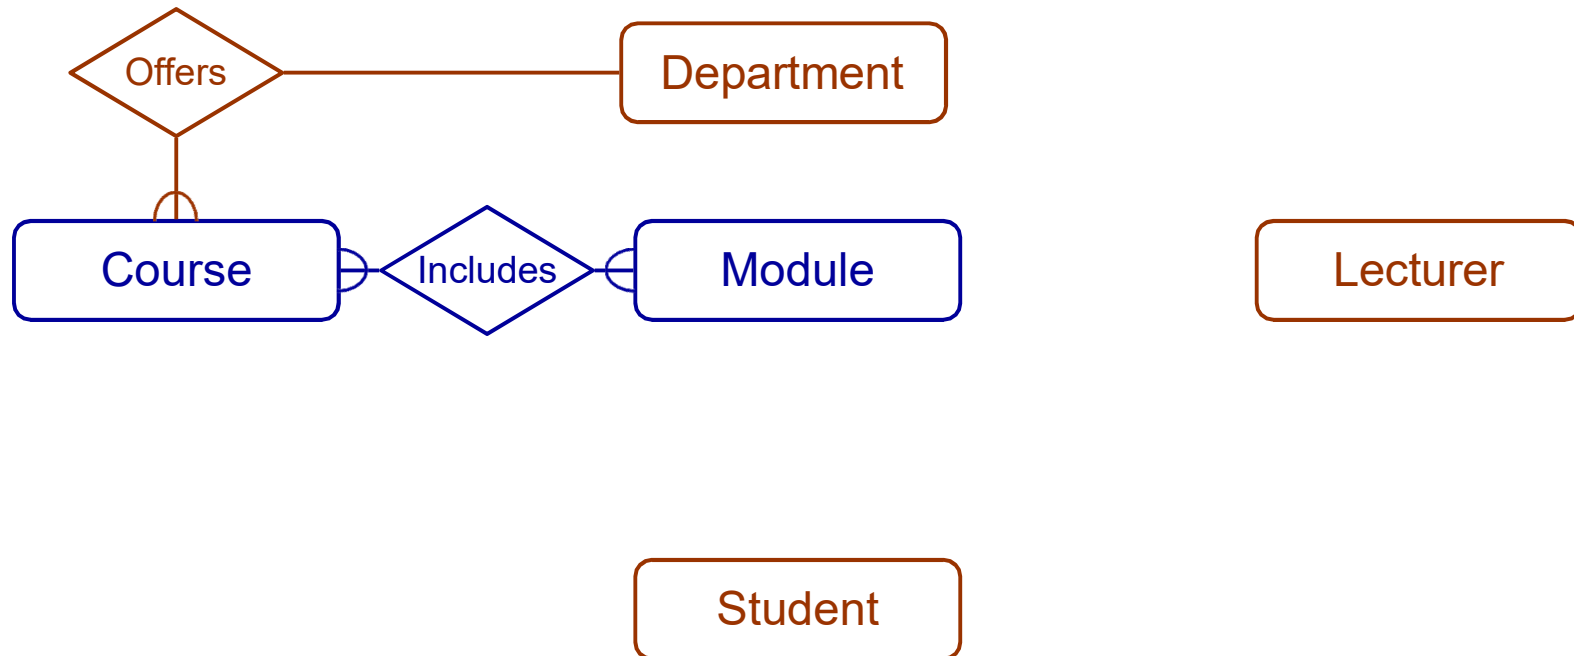 Offers
Department
Course
Includes
Module
Lecturer
Student